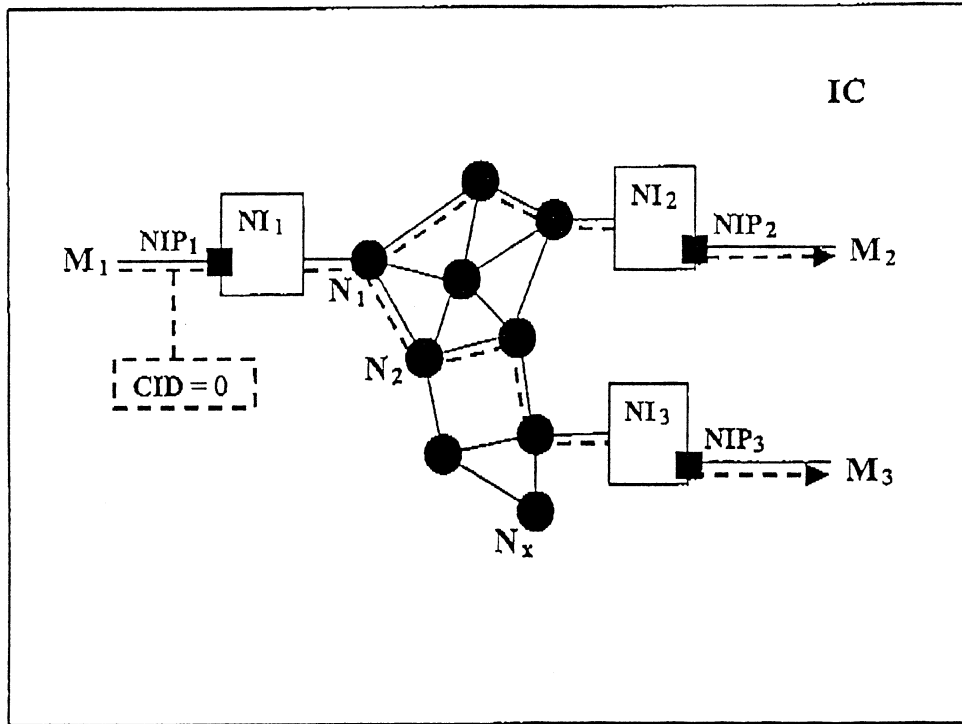 IC
NI₁
NI₂
NIP₁
NIP₂
M₁
M₂
N₁
N₂
CID = 0
NI₃
NIP₃
M₃
Nₓ